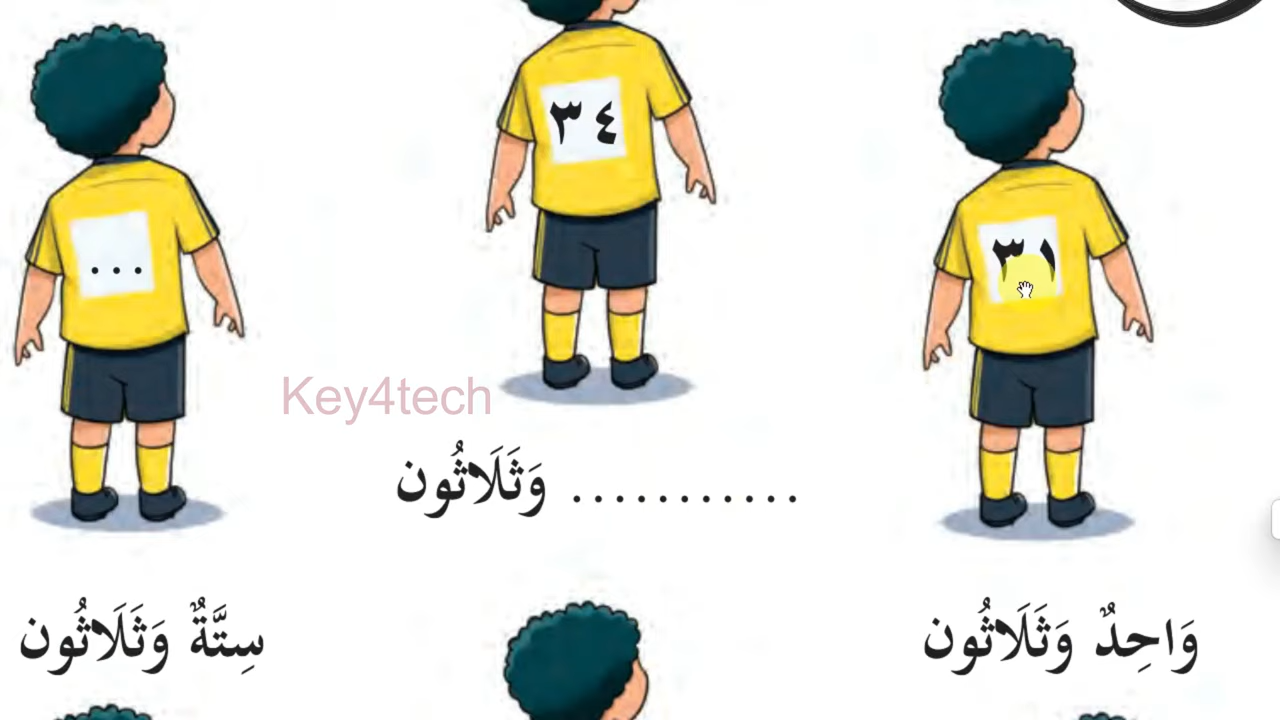 ٣٤
٣١
...
Key4tech
........... وَثَلَاثُون
وَاحِدٌ وَثَلَاثُون
سِتَّةٌ وَثَلَاثُون